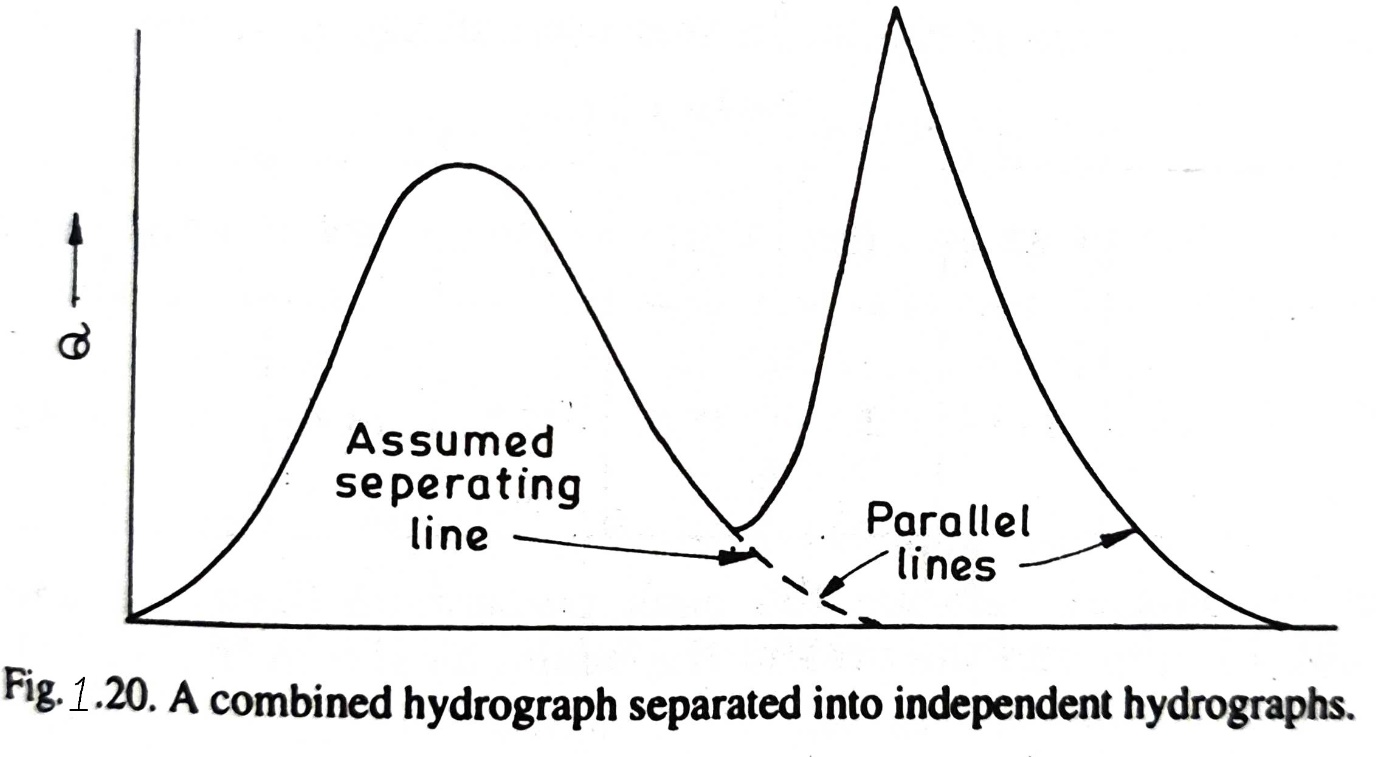 Q
Assumed
seperating
line
Parallel
lines
Fig. 1.20. A combined hydrograph separated into independent hydrographs.